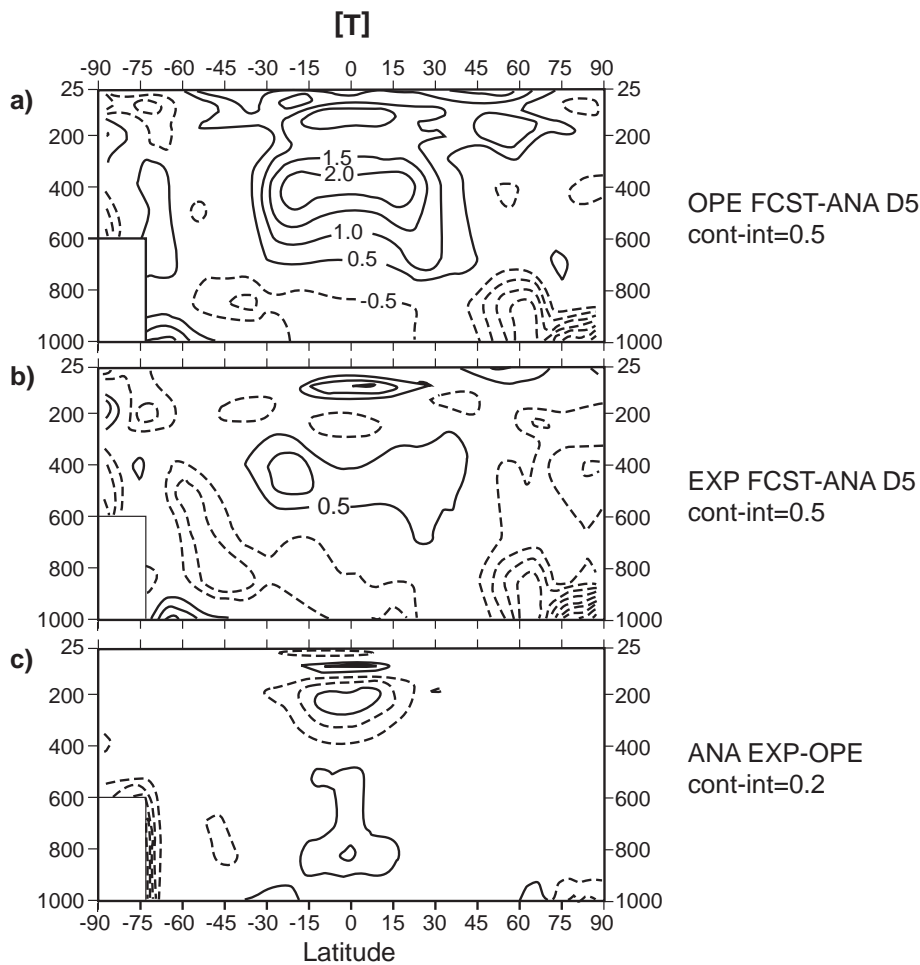 [T]
-90 -75 -60 -45 -30 -15 0 15 30 45 60 75 90
a)
25 25
200 200
1.5
2.0
400 400
OPE FCST-ANA D5
cont-int=0.5
600 1.0 600
0.5
800 -0.5 800
1000 1000
b)
25 25
200 200
400 400
EXP FCST-ANA D5
cont-int=0.5
0.5
600 600
800 800
1000 1000
c)
25 25
200 200
400 400
ANA EXP-OPE
cont-int=0.2
600 600
800 800
1000 1000
-90 -75 -60 -45 -30 -15 0 15 30 45 60 75 90
Latitude